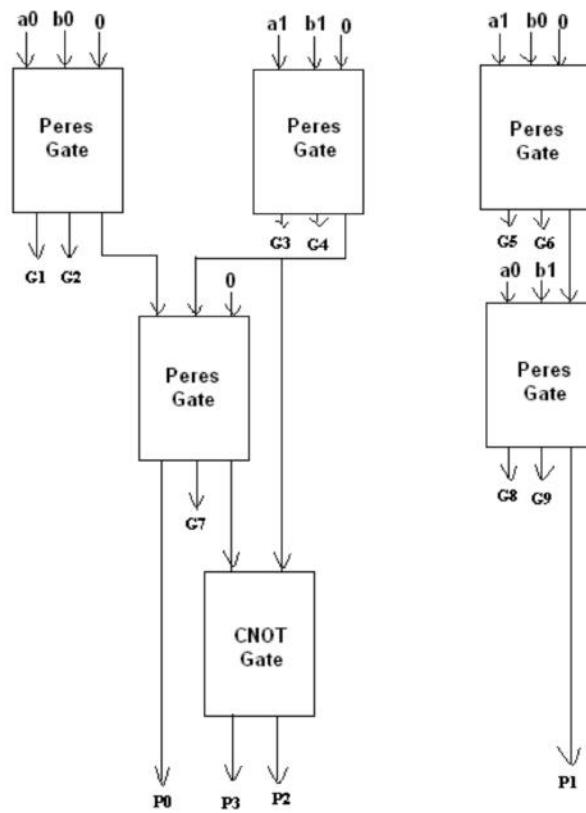 a0 b0 0
a1 b1 0
a1 b0 0
Peres
Gate
Peres
Gate
Peres
Gate
G1 G2
G3 G4
G5 G6
0
a0 b1
Peres
Gate
Peres
Gate
G7
G8 G9
CNOT
Gate
P0 P3 P2
P1